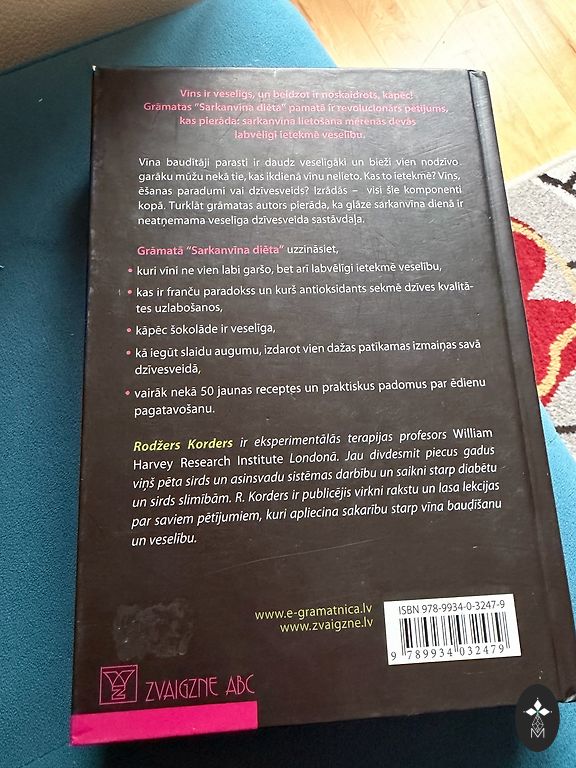 Vīns ir veselīgs, un beidzot ir noskaidrots, kāpēc!
Grāmatas "Sarkanvīna diēta" pamatā ir revolucionārs pētījums,
kas pierāda: sarkanvīna lietošana mērenās devās
labvēlīgi ietekmē veselību.
Vīna baudītāji parasti ir daudz veselīgāki un bieži vien nodzīvo
garāku mūžu nekā tie, kas ikdienā vīnu nelieto. Kas to ietekmē? Vīns,
ēšanas paradumi vai dzīvesveids? Izrādās – visi šie komponenti
kopā. Turklāt grāmatas autors pierāda, ka glāze sarkanvīna dienā ir
neatņemama veselīga dzīvesveida sastāvdaļa.
Grāmatā "Sarkanvīna diēta" uzzināsiet,
• kuri vīni ne vien labi garšo, bet arī labvēlīgi ietekmē veselību,
• kas ir franču paradokss un kurš antioksidants sekmē dzīves kvalitā-
tes uzlabošanos,
• kāpēc šokolāde ir veselīga,
• kā iegūt slaidu augumu, izdarot vien dažas patīkamas izmaiņas savā
dzīvesveidā,
• vairāk nekā 50 jaunas receptes un praktiskus padomus par ēdienu
pagatavošanu.
Rodžers Korders ir eksperimentālās terapijas profesors William
Harvey Research Institute Londonā. Jau divdesmit piecus gadus
viņš pēta sirds un asinsvadu sistēmas darbību un saikni starp diabētu
un sirds slimībām. R. Korders ir publicējis virkni rakstu un lasa lekcijas
par saviem pētījumiem, kuri apliecina sakarību starp vīna baudīšanu
un veselību.
www.e-gramatnica.lv
www.zvaigzne.lv
ISBN 978-9934-0-3247-9
9 789934 032479
ZVAIGZNE ABC
M